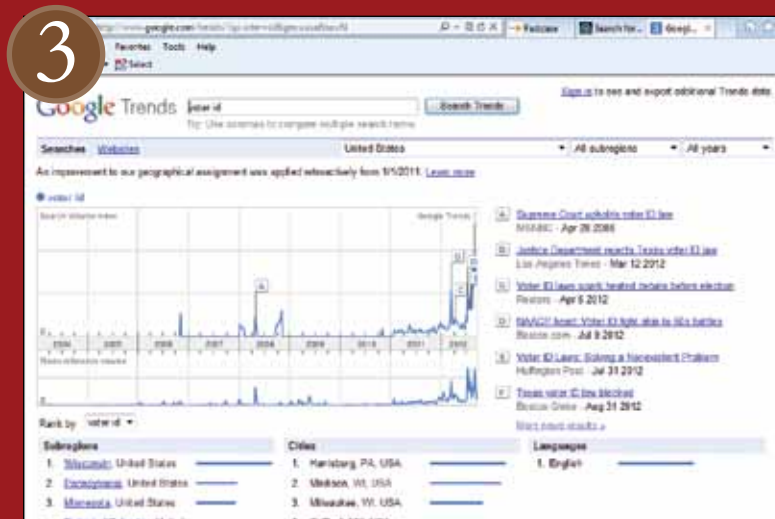 3
Favorites Tools Help
Select
Google Trends
voter id
Search Trends
Sign in to see and export additional Trends data.
Tip: Use commas to compare multiple search terms.
Searches Websites
United States
All subregions
All years
An improvement to our geographical assignment was applied retroactively from 1/1/2011. Learn more
voter id
Search Volume index
Google Trends
A Supreme Court upholds voter ID law
MSNBC - Apr 28 2008
Justice Department rejects Texas voter ID law
Los Angeles Times - Mar 12 2012
Voter ID laws spark heated debate before election
Reuters - Apr 6 2012
Voter ID fight akin to 60s battles
Jul 9 2012
Voter ID Laws: Solving a Nonexistent Problem
Huffington Post - Jul 31 2012
Texas voter ID law blocked
Boston Globe - Aug 31 2012
More news results »
2004 2005 2006 2007 2008 2009 2010 2011 2012
News reference volume
Rank by voter id
Subregions
1. Wisconsin, United States
2. Pennsylvania, United States
3. Minnesota, United States
Cities
1. Harrisburg, PA, USA
2. Madison, WI, USA
3. Milwaukee, WI, USA
Languages
1. English